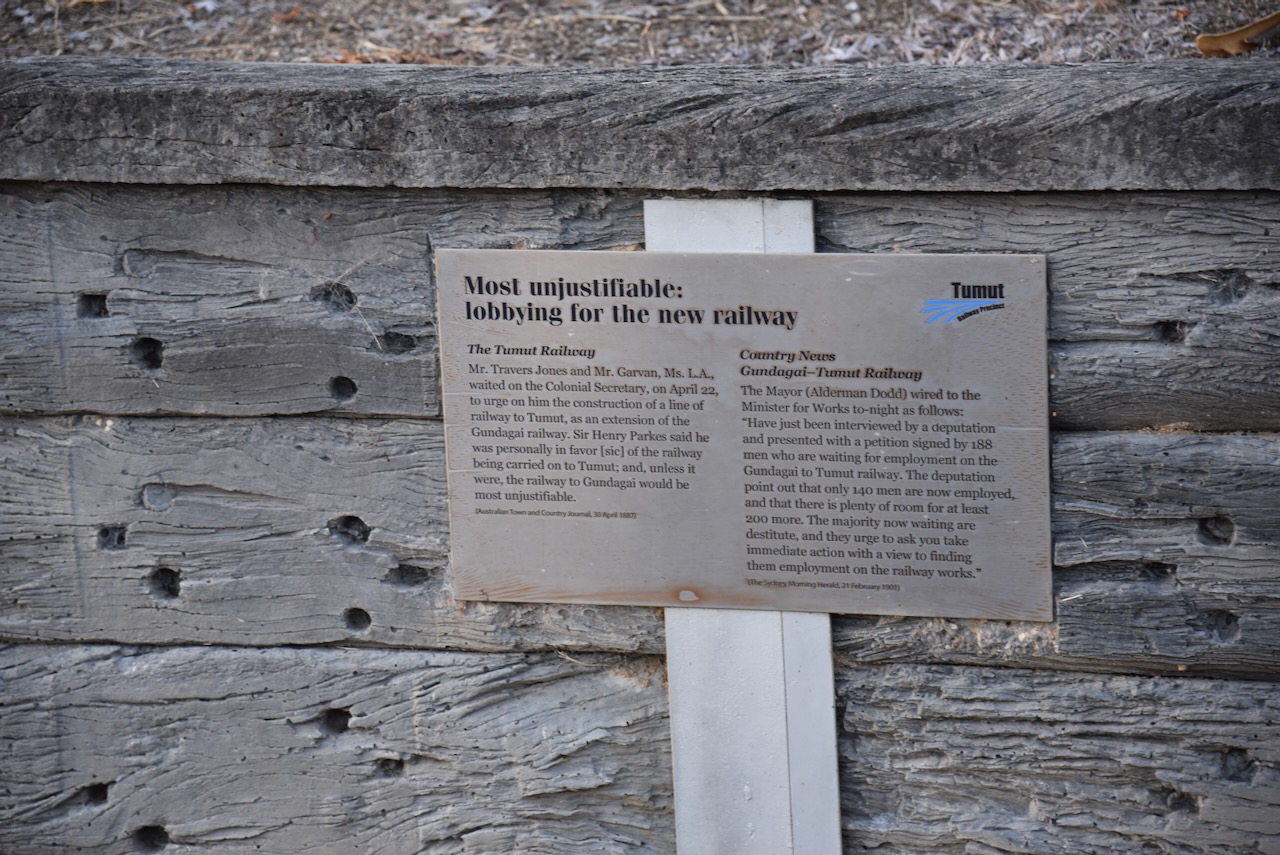 Most unjustifiable:
lobbying for the new railway
Tumut
Railway Precinct
The Tumut Railway
Mr. Travers Jones and Mr. Garvan, Ms. L.A.,
waited on the Colonial Secretary, on April 22,
to urge on him the construction of a line of
railway to Tumut, as an extension of the
Gundagai railway. Sir Henry Parkes said he
was personally in favor [sic] of the railway
being carried on to Tumut; and, unless it
were, the railway to Gundagai would be
most unjustifiable.
(Australian Town and Country Journal, 30 April 1887)
Country News
Gundagai–Tumut Railway
The Mayor (Alderman Dodd) wired to the
Minister for Works to-night as follows:
“Have just been interviewed by a deputation
and presented with a petition signed by 188
men who are waiting for employment on the
Gundagai to Tumut railway. The deputation
point out that only 140 men are now employed,
and that there is plenty of room for at least
200 more. The majority now waiting are
destitute, and they urge to ask you take
immediate action with a view to finding
them employment on the railway works.”
(The Sydney Morning Herald, 21 February 1901)